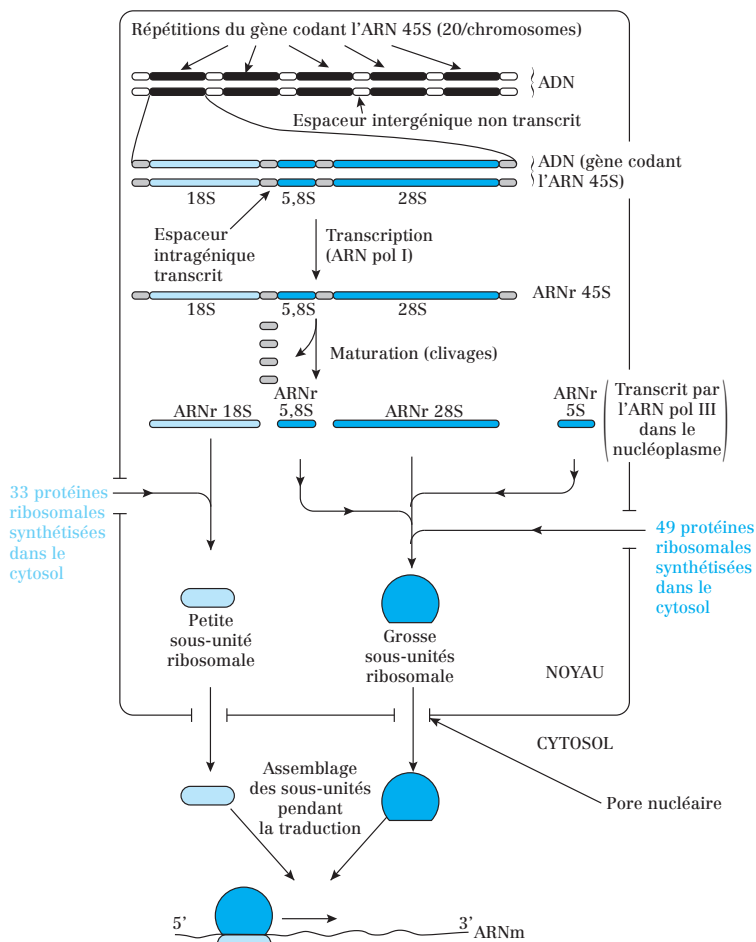 Répétitions du gène codant l'ARN 45S (20/chromosomes)
ADN
Espaceur intergénique non transcrit
ADN (gène codant
l'ARN 45S)
18S
5,8S
28S
Espaceur
intragénique
transcrit
Transcription
(ARN pol I)
ARNr 45S
18S
5,8S
28S
Maturation (clivages)
ARNr 18S
ARNr
5,8S
ARNr 28S
ARNr
5S
Transcrit par
l'ARN pol III
dans le
nucléoplasme
33 protéines
ribosomales
synthétisées
dans le
cytosol
49 protéines
ribosomales
synthétisées
dans le
cytosol
Petite
sous-unité
ribosomale
Grosse
sous-unités
ribosomale
NOYAU
CYTOSOL
Assemblage
des sous-unités
pendant
la traduction
Pore nucléaire
5'
3'
ARNm